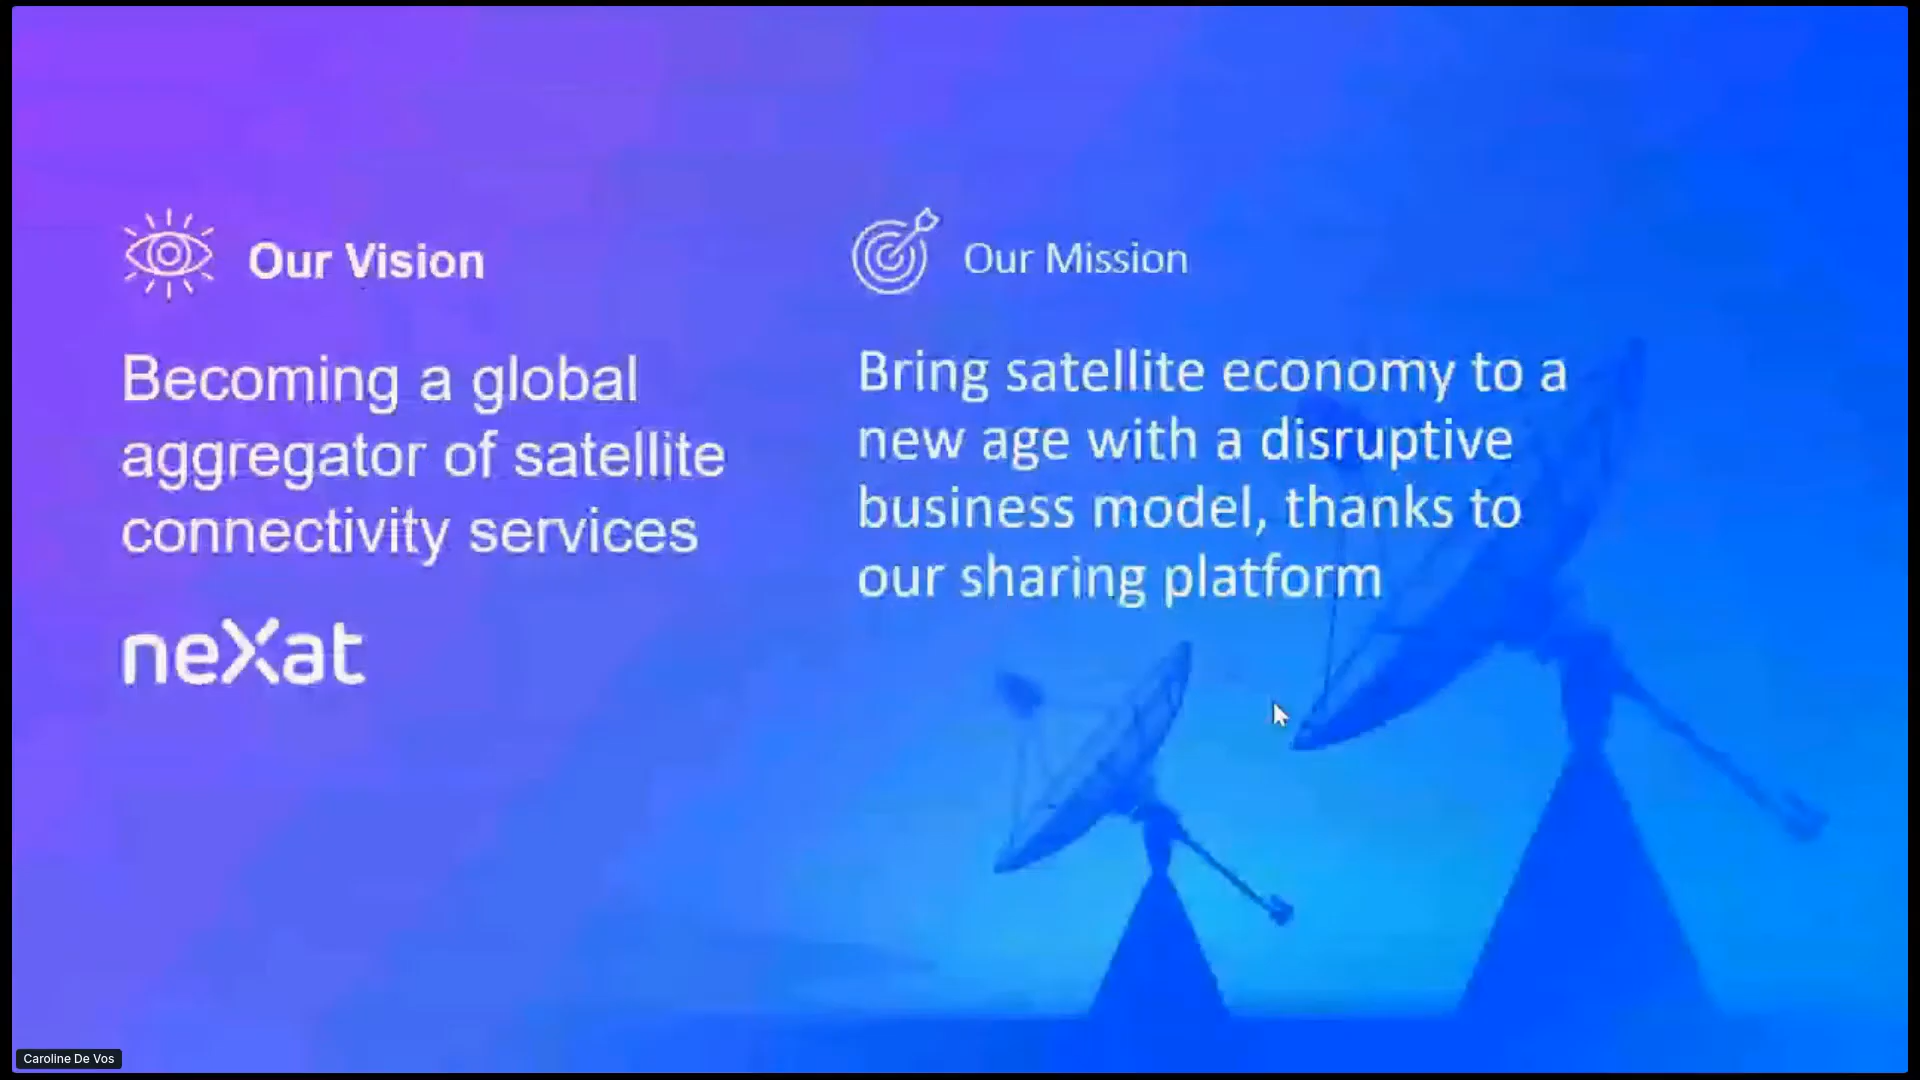 Our Vision
Becoming a global
aggregator of satellite
connectivity services
neXat
Our Mission
Bring satellite economy to a
new age with a disruptive
business model, thanks to
our sharing platform
Caroline De Vos